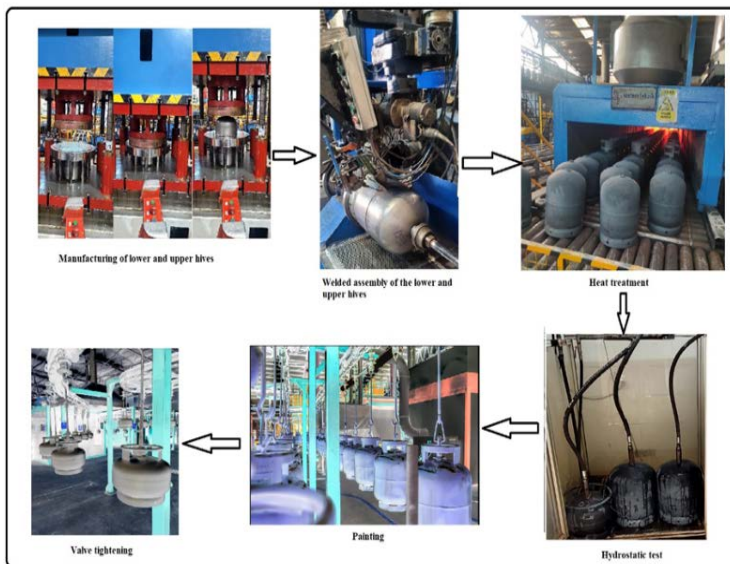 Manufacturing of lower and upper hives
Welded assembly of the lower and
upper hives
Heat treatment
Valve tightening
Painting
Hydrostatic test